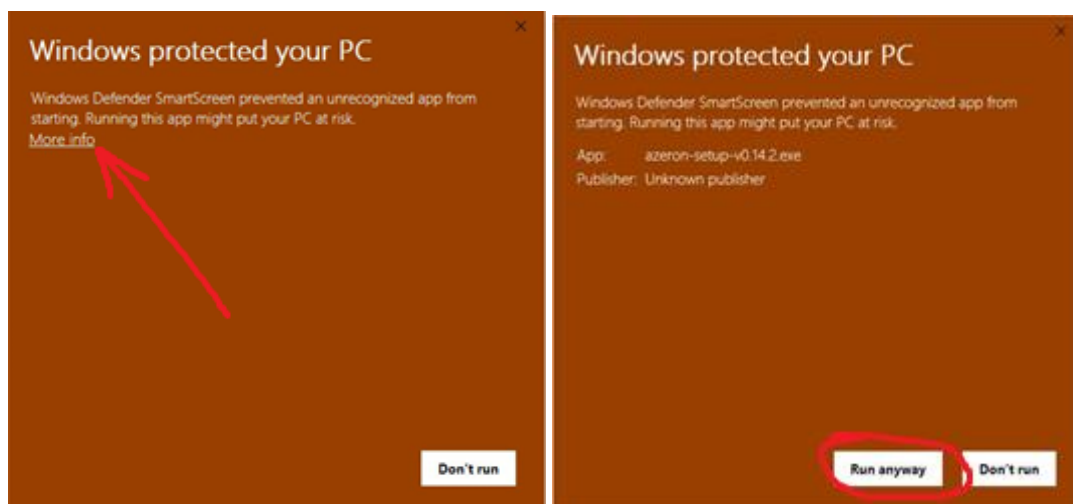 Windows protected your PC
Windows Defender SmartScreen prevented an unrecognized app from
starting. Running this app might put your PC at risk.
More info
Don't run
Windows protected your PC
Windows Defender SmartScreen prevented an unrecognized app from
starting. Running this app might put your PC at risk.
App: azeron-setup-v0.14.2.exe
Publisher: Unknown publisher
Run anyway
Don't run